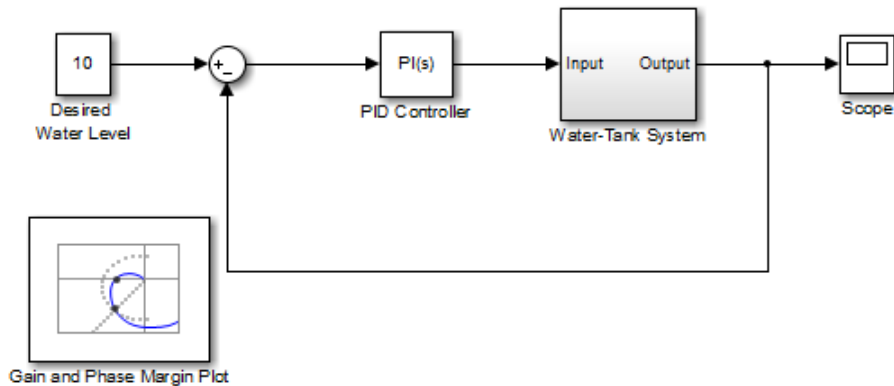 10
Desired
Water Level
+
−
PI(s)
PID Controller
Input
Output
Water-Tank System
Scope
Gain and Phase Margin Plot